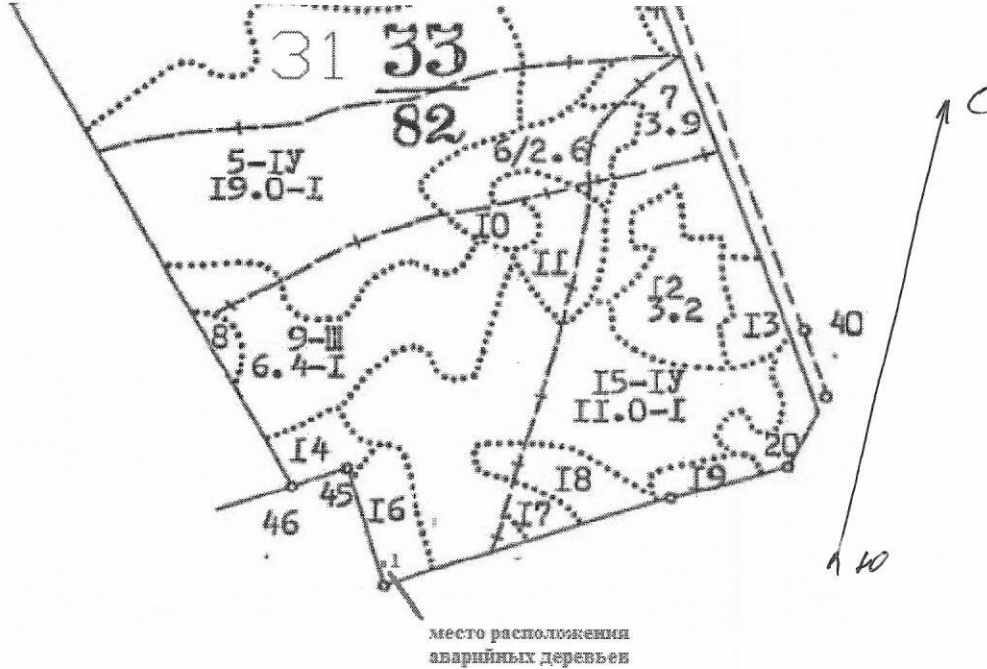 31 33
82
С
7
3.9
6/2.6
5-IУ
I9.0-I
IO
II
I2
3.2
I3
40
8
9-Ш
6.4-I
I5-IУ
II.0-I
I4
20
I9
I8
45
I6
46
I7
1
Ю
место расположения
аварийных деревьев